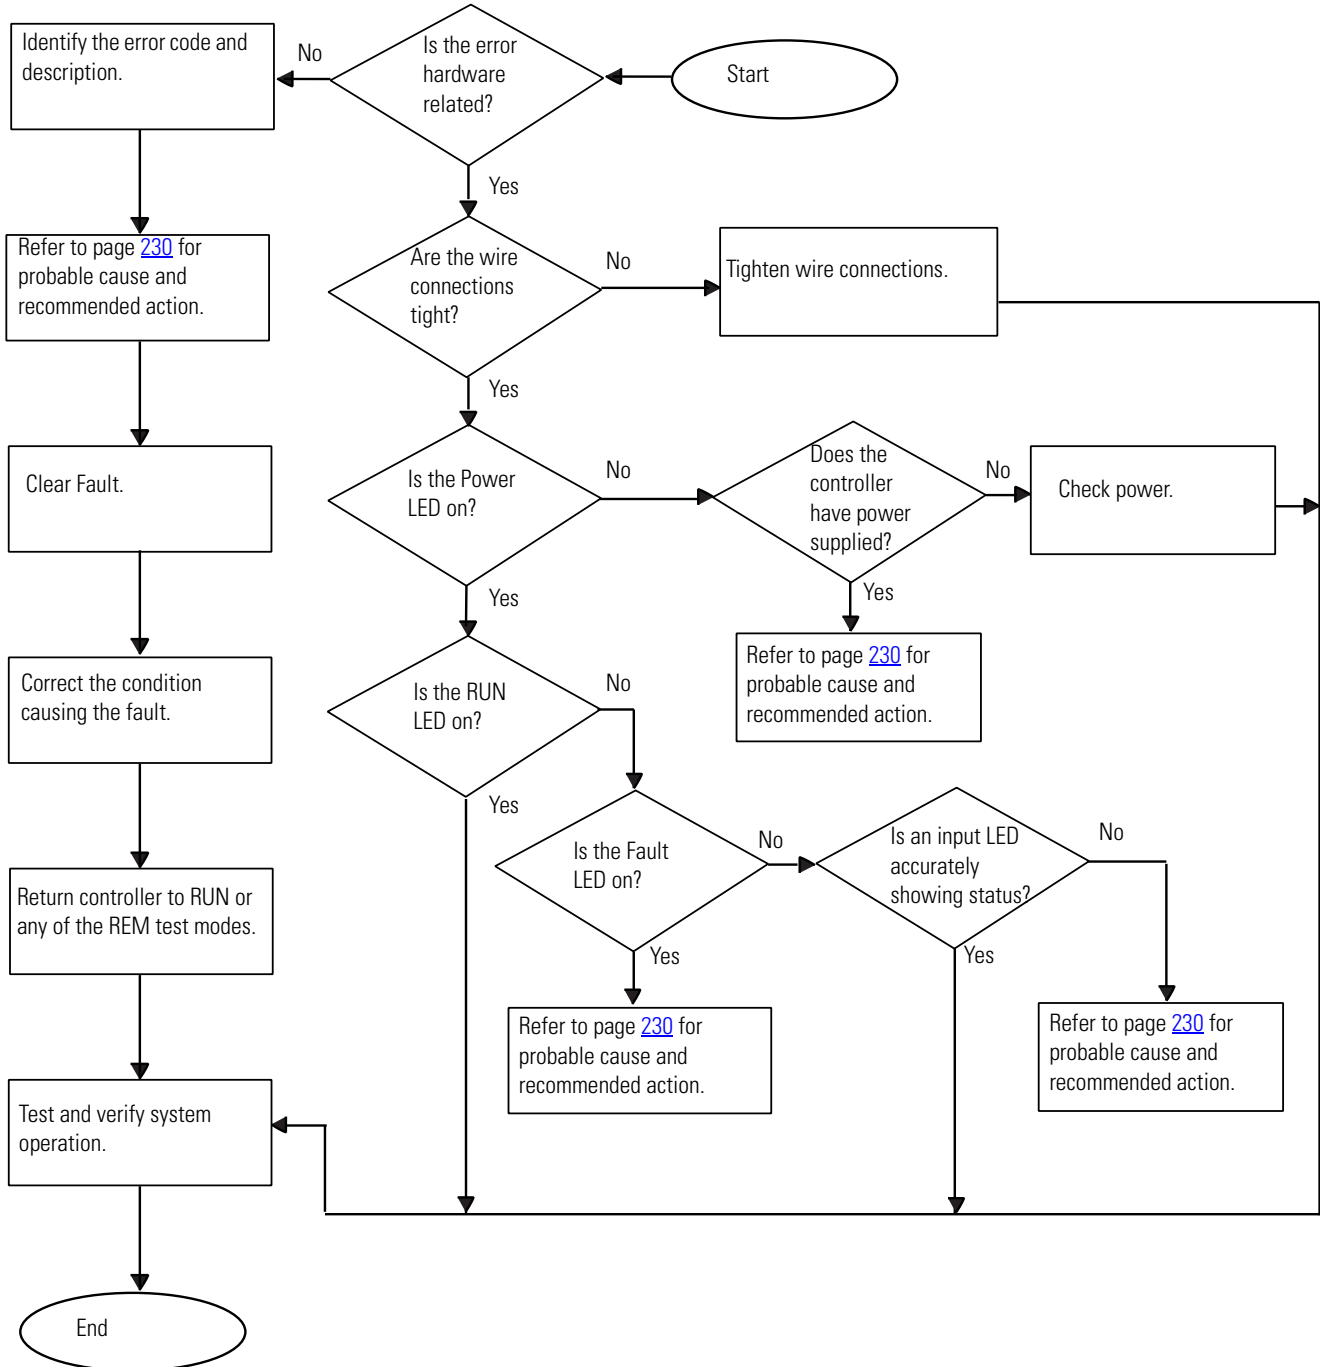 Identify the error code and
description.
No
Is the error
hardware
related?
Start
Yes
Refer to page 230 for
probable cause and
recommended action.
Are the wire
connections
tight?
No
Tighten wire connections.
Yes
Clear Fault.
Is the Power
LED on?
No
Does the
controller
have power
supplied?
No
Check power.
Yes
Yes
Refer to page 230 for
probable cause and
recommended action.
Correct the condition
causing the fault.
Is the RUN
LED on?
No
Yes
Return controller to RUN or
any of the REM test modes.
Is the Fault
LED on?
No
Is an input LED
accurately
showing status?
No
Yes
Yes
Refer to page 230 for
probable cause and
recommended action.
Refer to page 230 for
probable cause and
recommended action.
Test and verify system
operation.
End